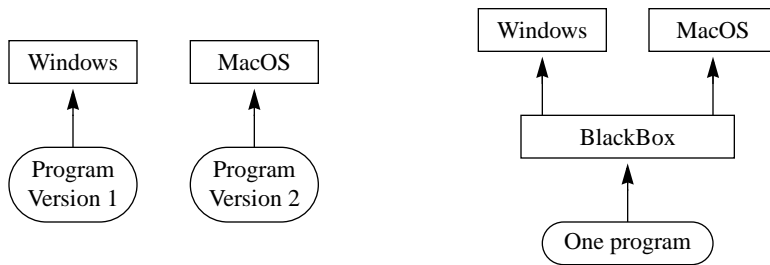 Windows
MacOS
Program
Version 1
Program
Version 2
Windows
MacOS
BlackBox
One program